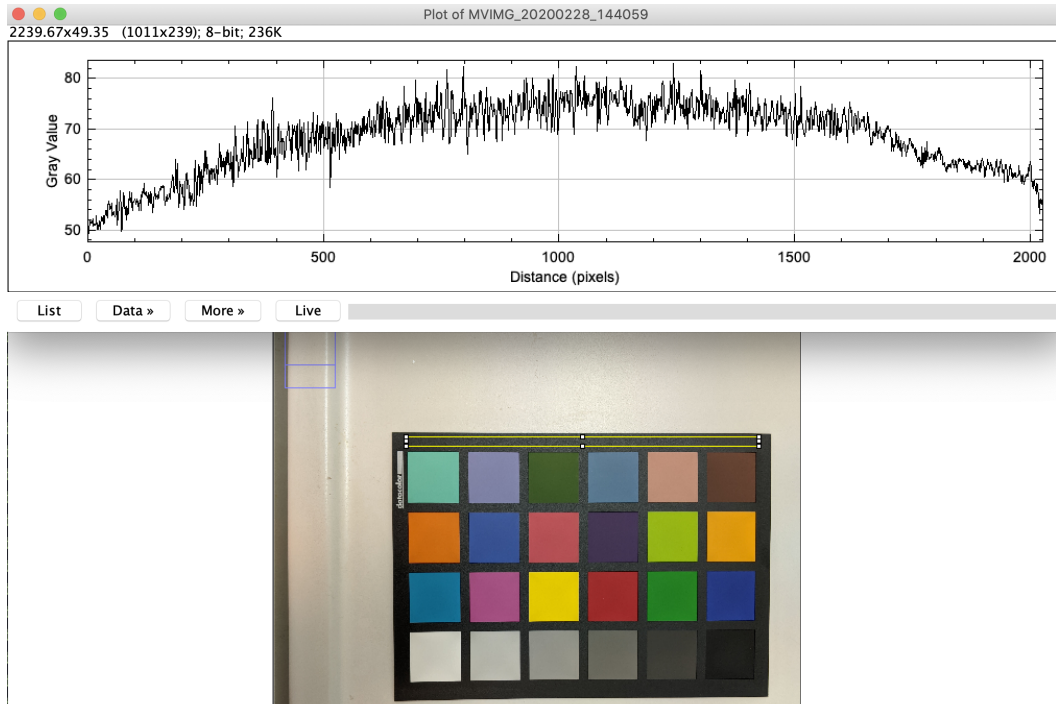 Plot of MVIMG_20200228_144059
2239.67x49.35 (1011x239); 8-bit; 236K
80
70
60
50
Gray Value
0 500 1000 1500 2000
Distance (pixels)
List Data » More » Live
datacolor